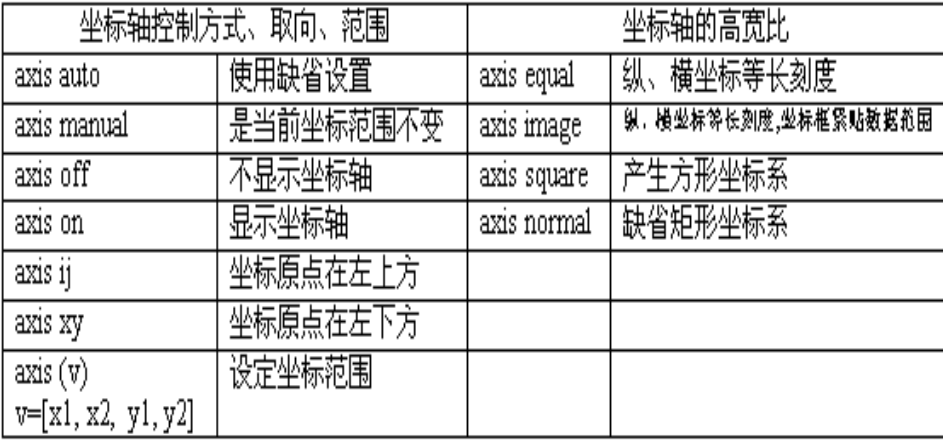 坐标轴控制方式、取向、范围 坐标轴的高宽比
axis auto 使用缺省设置 axis equal 纵、横坐标等长刻度
axis manual 是当前坐标范围不变 axis image 纵、横坐标等长刻度,坐标框紧贴数据范围
axis off 不显示坐标轴 axis square 产生方形坐标系
axis on 显示坐标轴 axis normal 缺省矩形坐标系
axis ij 坐标原点在左上方
axis xy 坐标原点在左下方
axis (v) 设定坐标范围
v=[x1, x2, y1, y2]